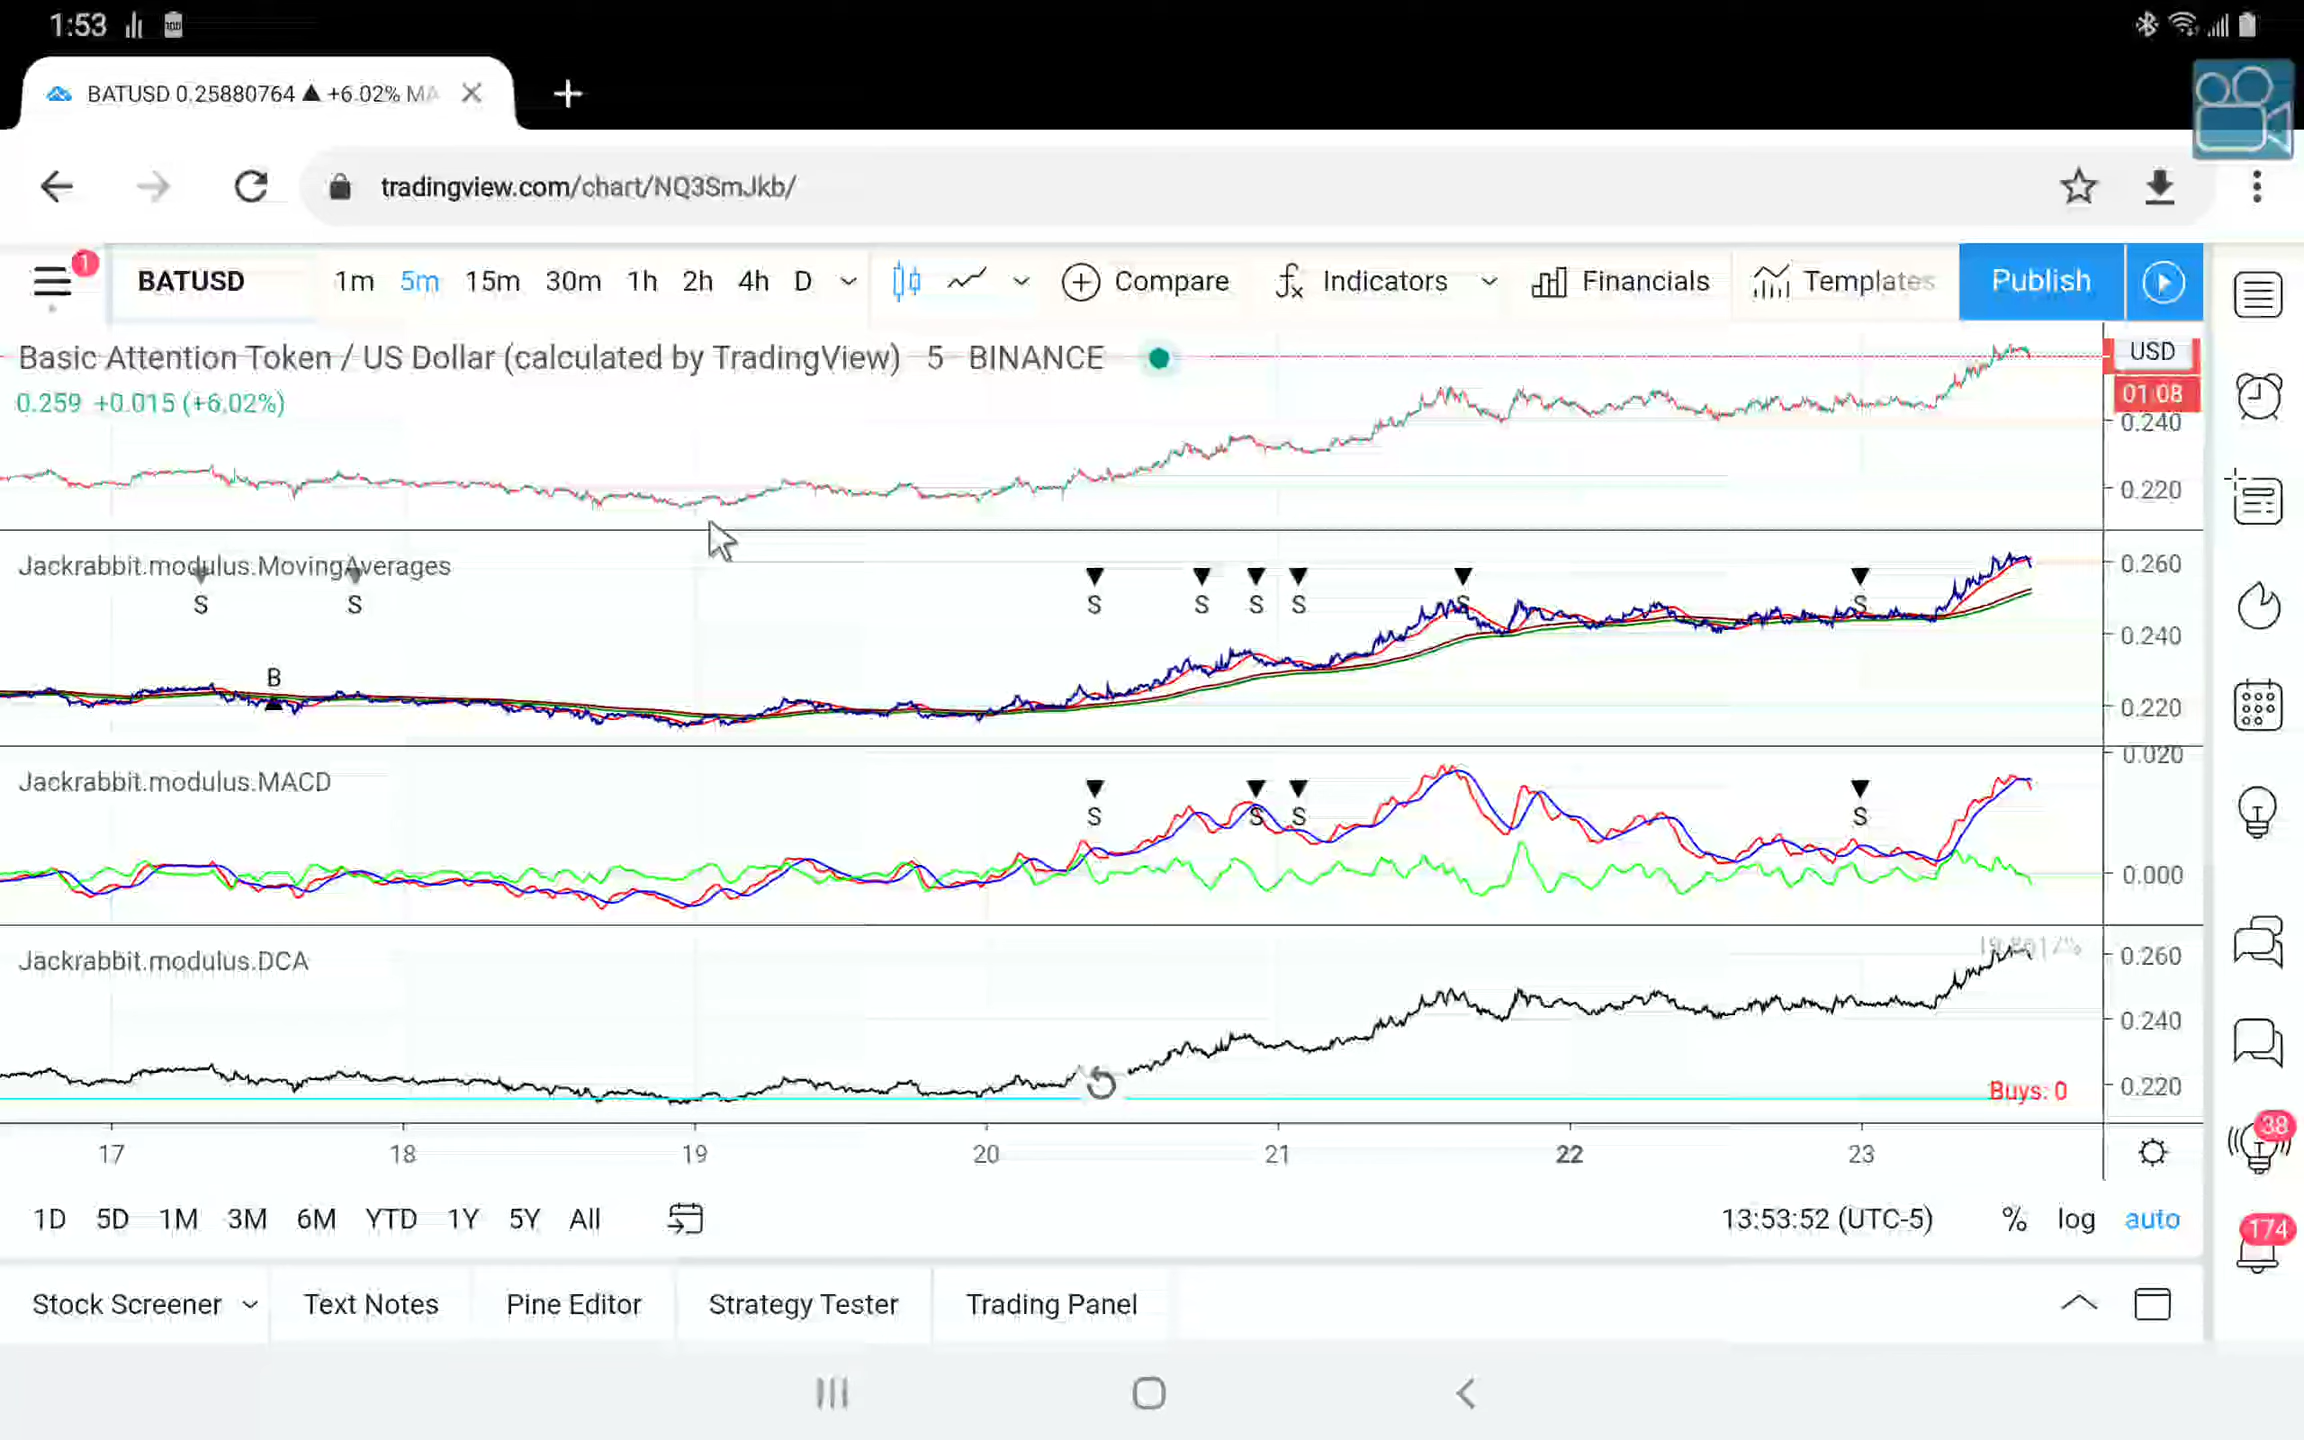 1:53
BATUSD 0.25880764 ▲ +6.02% MA
tradingview.com/chart/NQ3SmJkb/
1
BATUSD 1m 5m 15m 30m 1h 2h 4h D Compare Indicators Financials Templates Publish
Basic Attention Token / US Dollar (calculated by TradingView) 5 BINANCE
USD
0.259 +0.015 (+6.02%)
01:08
0.240
0.220
Jackrabbit.modulus.MovingAverages
S S S S S S S S
B
0.260
0.240
0.220
Jackrabbit.modulus.MACD
S S S S
0.020
0.000
Jackrabbit.modulus.DCA
0.260
0.240
0.220
Buys: 0
17 18 19 20 21 22 23
38
1D 5D 1M 3M 6M YTD 1Y 5Y All
13:53:52 (UTC-5) % log auto
174
Stock Screener Text Notes Pine Editor Strategy Tester Trading Panel